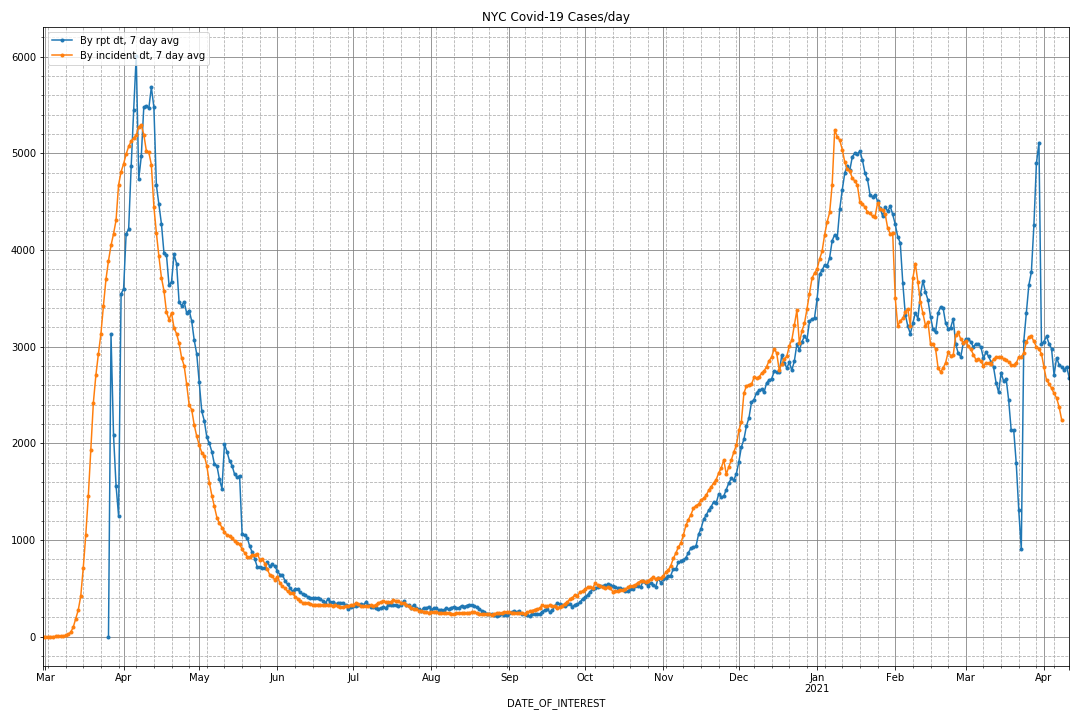 NYC Covid-19 Cases/day
By rpt dt, 7 day avg
By incident dt, 7 day avg
6000
5000
4000
3000
2000
1000
0
Mar Apr May Jun Jul Aug Sep Oct Nov Dec Jan Feb Mar Apr
2021
DATE_OF_INTEREST